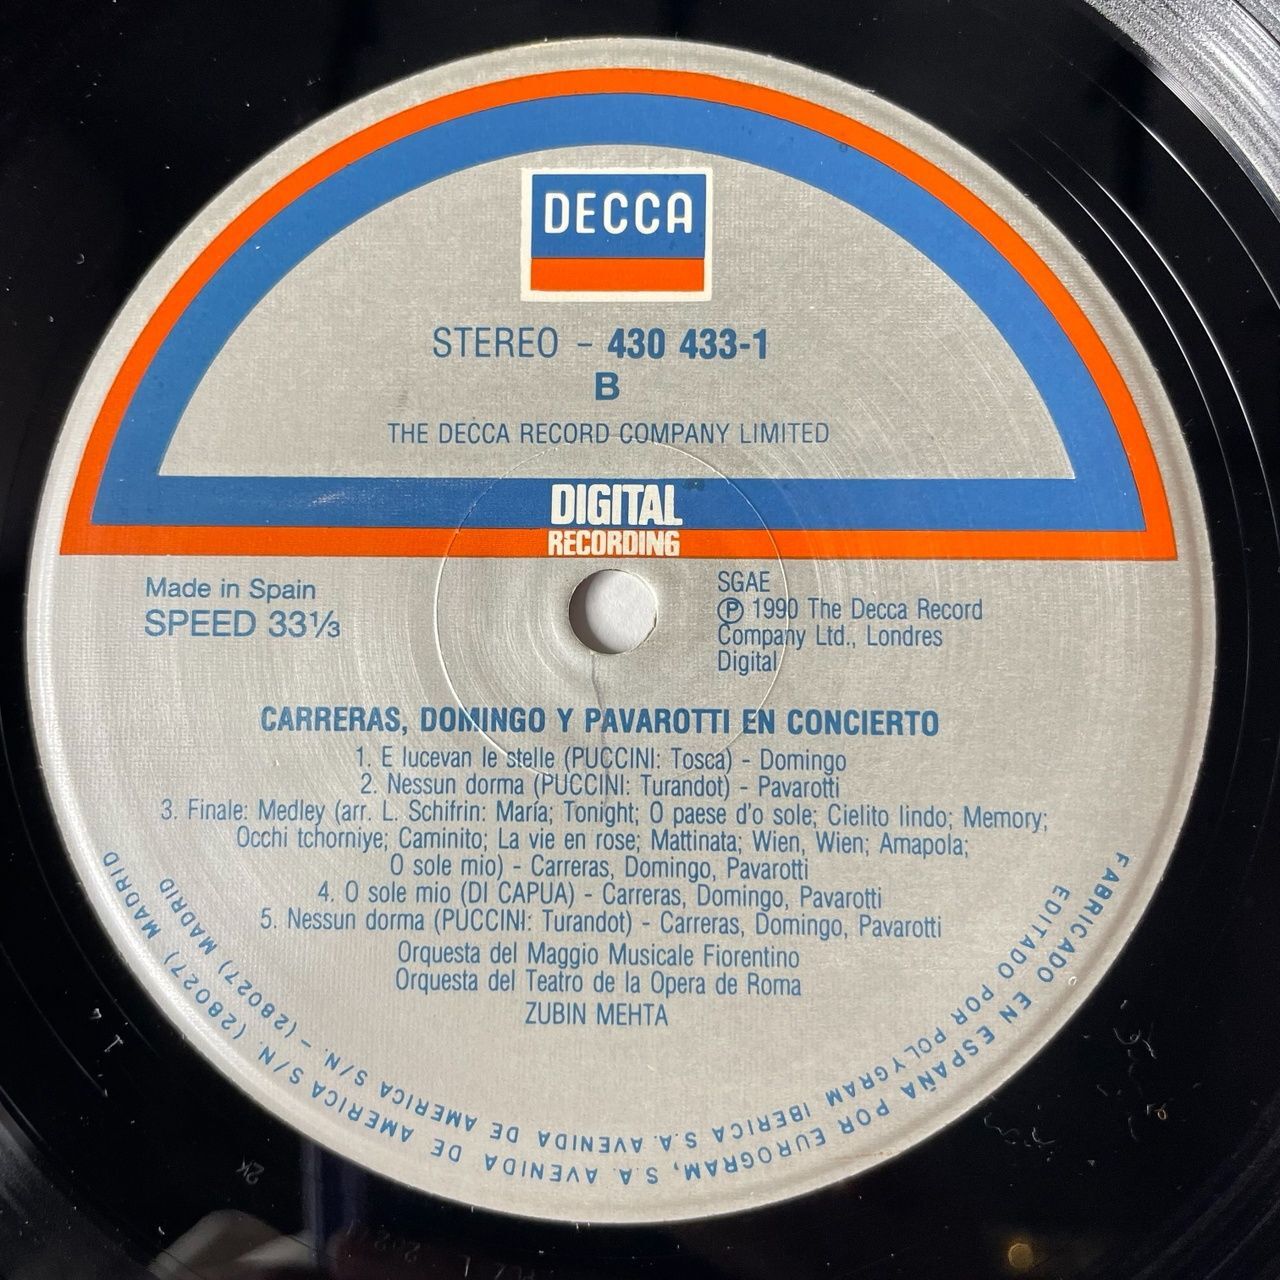 DECCA
STEREO - 430 433-1
B
THE DECCA RECORD COMPANY LIMITED
DIGITAL
RECORDING
Made in Spain
SPEED 33⅓
SGAE
Ⓟ 1990 The Decca Record
Company Ltd., Londres
Digital
CARRERAS, DOMINGO Y PAVAROTTI EN CONCIERTO
1. E lucevan le stelle (PUCCINI: Tosca) - Domingo
2. Nessun dorma (PUCCINI: Turandot) - Pavarotti
3. Finale: Medley (arr. L. Schifrin: María; Tonight; O paese d'o sole; Cielito lindo; Memory;
Occhi tchorniye; Caminito; La vie en rose; Mattinata; Wien, Wien; Amapola;
O sole mio) - Carreras, Domingo, Pavarotti
4. O sole mio (DI CAPUA) - Carreras, Domingo, Pavarotti
5. Nessun dorma (PUCCINI: Turandot) - Carreras, Domingo, Pavarotti
Orquesta del Maggio Musicale Fiorentino
Orquesta del Teatro de la Opera de Roma
ZUBIN MEHTA
FABRICADO EN ESPAÑA POR EUROGRAM, S.A. AVENIDA DE AMERICA S/N. (28027) MADRID
EDITADO POR POLYGRAM IBERICA S.A. AVENIDA DE AMERICA S/N - (28027) MADRID